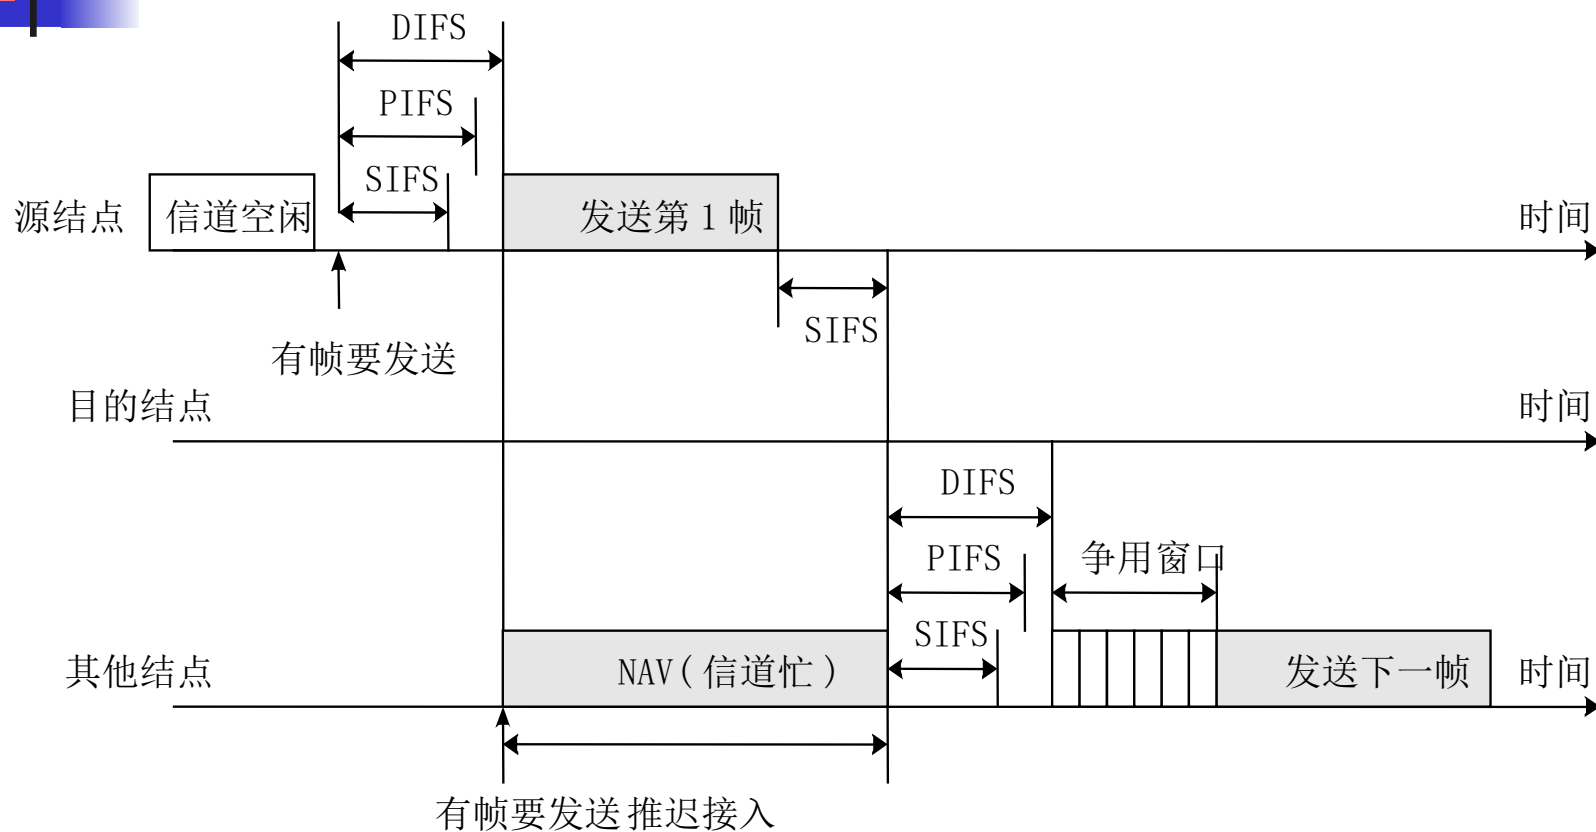 DIFS
PIFS
SIFS
源结点
信道空闲
发送第1帧
时间
SIFS
有帧要发送
目的结点
时间
DIFS
PIFS
争用窗口
SIFS
其他结点
NAV(信道忙)
发送下一帧
时间
有帧要发送 推迟接入